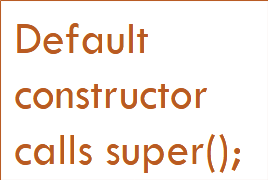 Default
constructor
calls super();